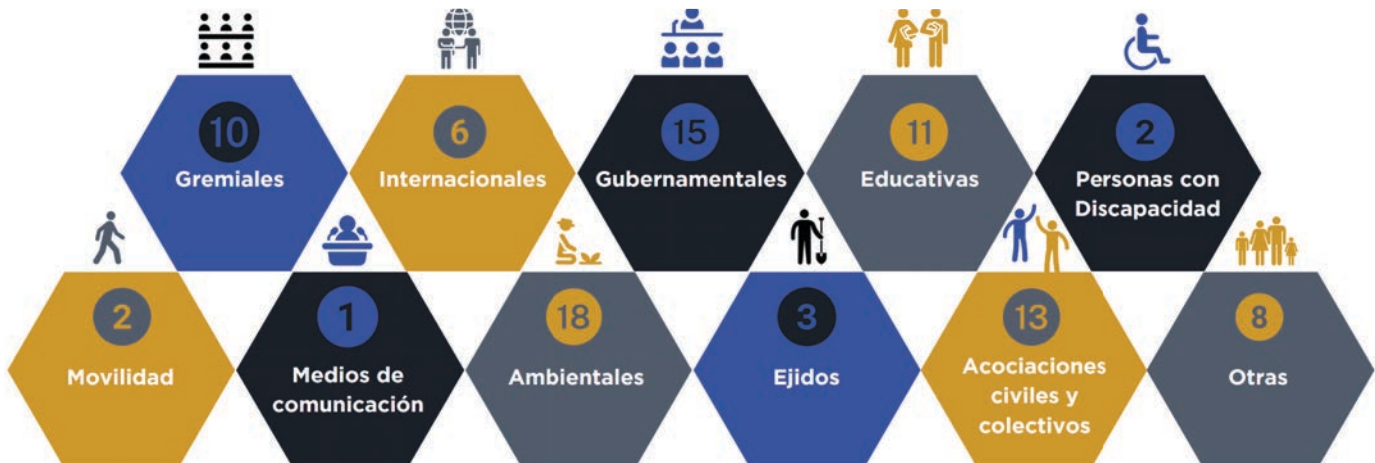 10
Gremiales
6
Internacionales
15
Gubernamentales
11
Educativas
2
Personas con
Discapacidad
2
Movilidad
1
Medios de
comunicación
18
Ambientales
3
Ejidos
13
Acociaciones
civiles y
colectivos
8
Otras